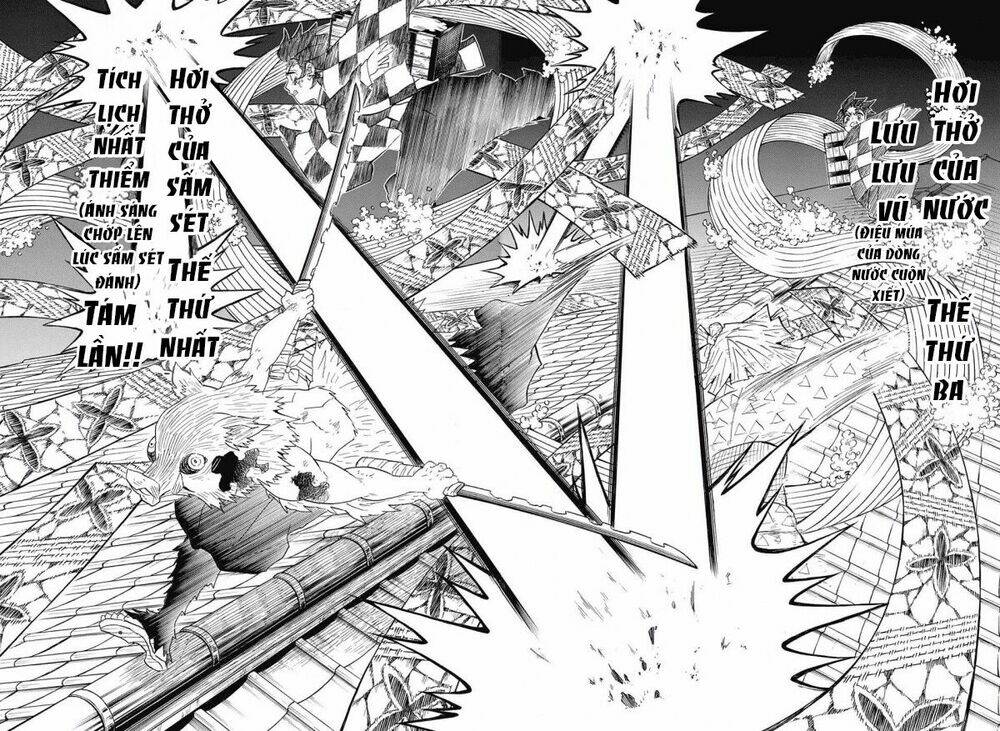 HƠI
THỞ
CỦA
NƯỚC
THẾ
THỨ
BA
LƯU
LƯU
VŨ
(ĐIỆU MÚA
CỦA DÒNG
NƯỚC CUỘN
XIẾT)
HƠI
THỞ
CỦA
SẤM
SÉT
THẾ
THỨ
NHẤT
TÍCH
LỊCH
NHẤT
THIỂM
(ÁNH SÁNG
CHỚP LÊN
LÚC SẤM SÉT
ĐÁNH)
TÁM
LẦN!!